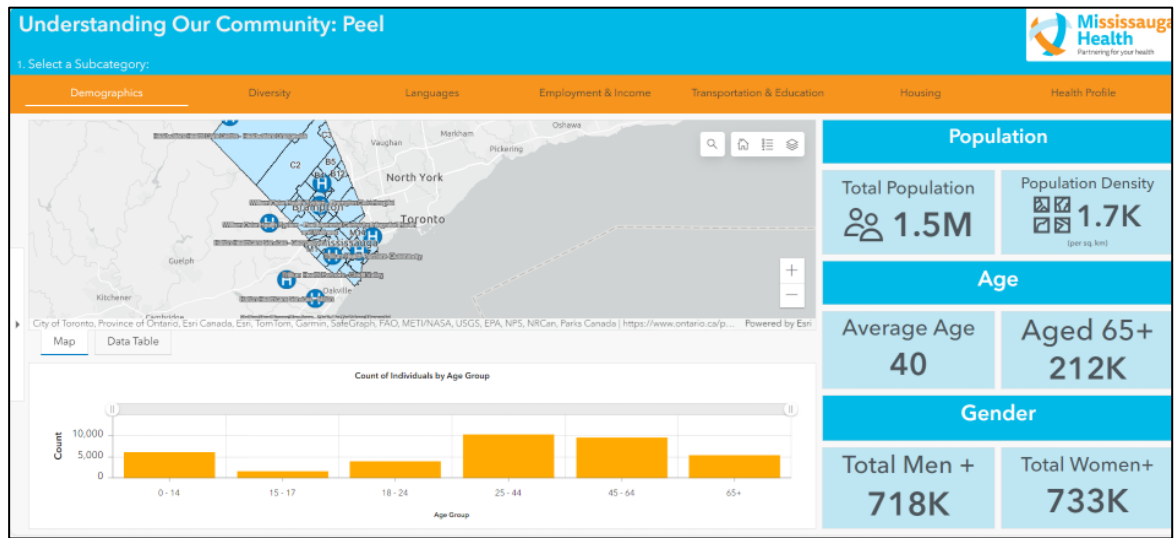 Understanding Our Community: Peel
Mississauga
Health
Partnering for your health
1. Select a Subcategory:
Demographics
Diversity
Languages
Employment & Income
Transportation & Education
Housing
Health Profile
Oshawa
Markham
Vaughan
Pickering
C2
B5
North York
Brampton
Toronto
Mississauga
Guelph
Oakville
Kitchener
Cambridge
City of Toronto, Province of Ontario, Esri Canada, Esri, TomTom, Garmin, SafeGraph, FAO, METI/NASA, USGS, EPA, NPS, NRCan, Parks Canada | https://www.ontario.ca/p... Powered by Esri
Map
Data Table
Count of Individuals by Age Group
Count
10,000
5,000
0
0 - 14
15 - 17
18 - 24
25 - 44
45 - 64
65+
Age Group
Population
Total Population
1.5M
Population Density
1.7K
(per sq. km)
Age
Average Age
40
Aged 65+
212K
Gender
Total Men +
718K
Total Women+
733K